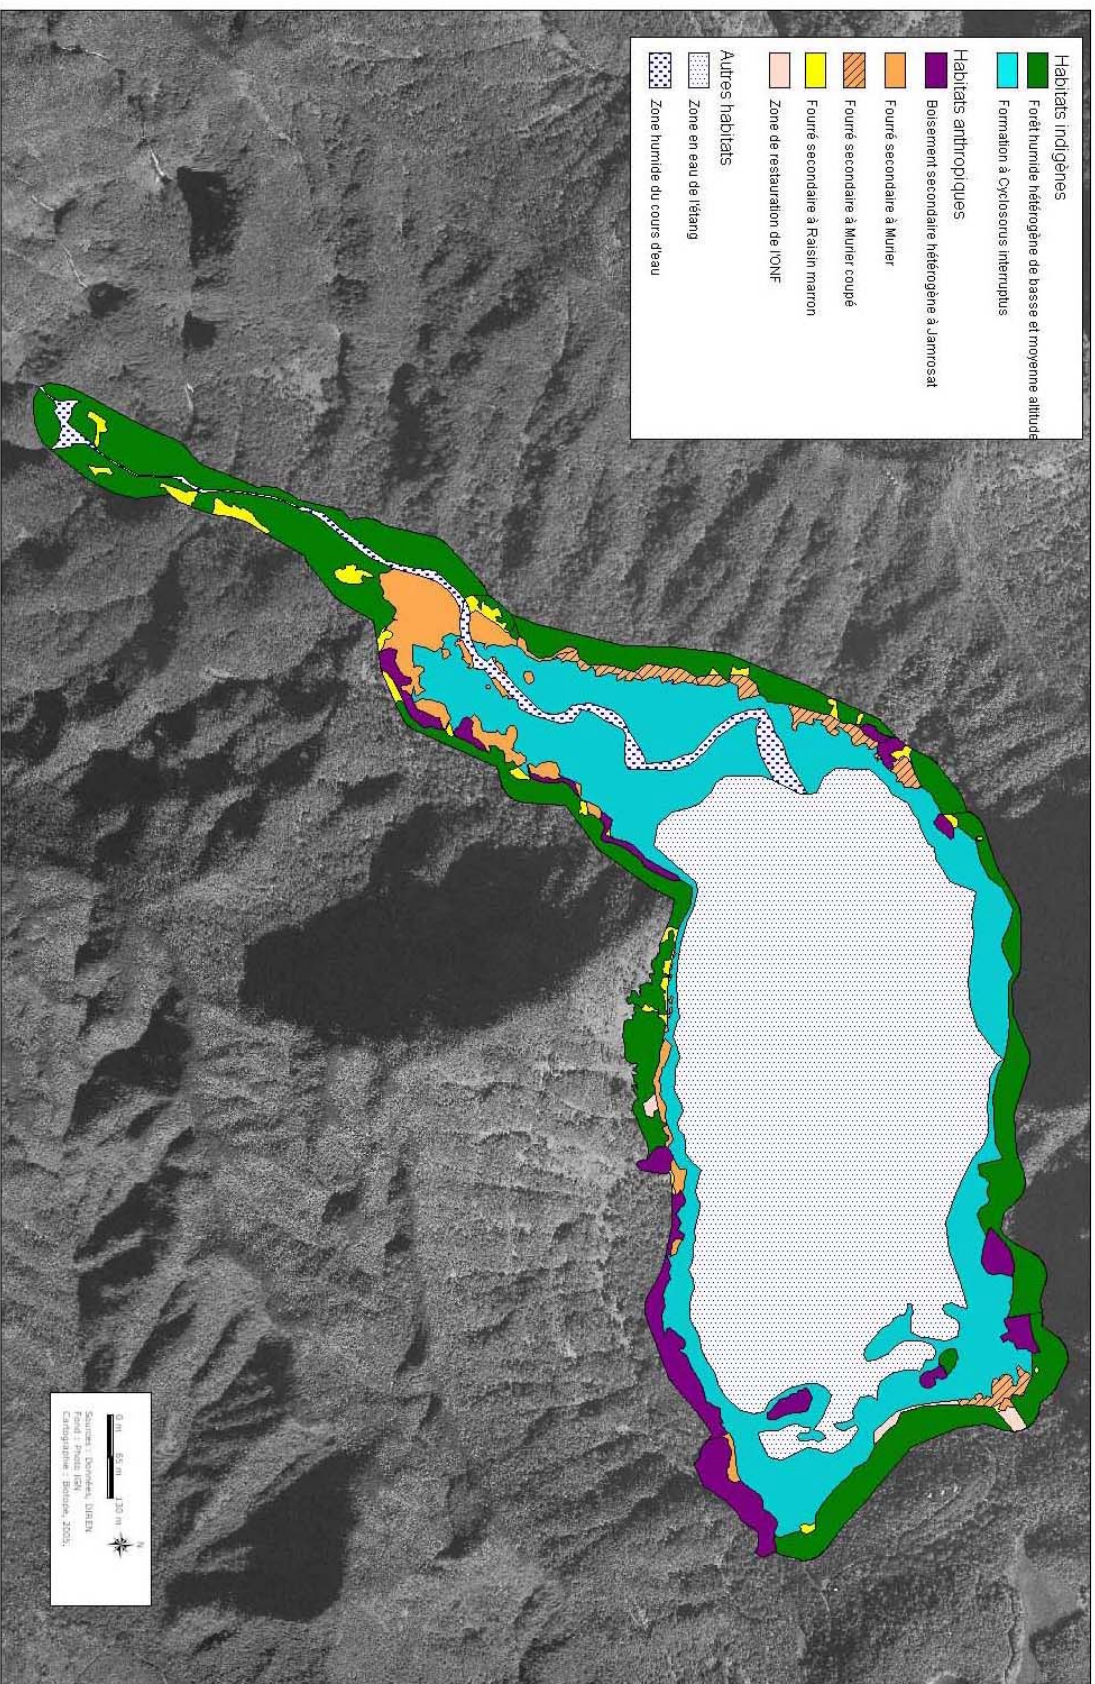 Habitats indigènes
Forêt humide hétérogène de basse et moyenne altitude
Formation à Cyclosorus interruptus
Habitats anthropiques
Boisement secondaire hétérogène à Jamrosat
Fourré secondaire à Murier
Fourré secondaire à Murier coupé
Fourré secondaire à Raisin marron
Zone de restauration de l'ONF
Autres habitats
Zone en eau de l'étang
Zone humide du cours d'eau
0 m 65 m 130 m
N
Sources : Données, DIREN
Fond : Photo IGN
Cartographie : Biotope, 2005.